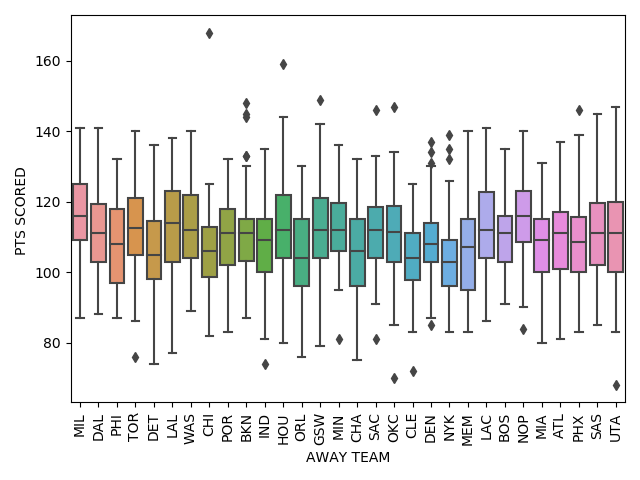 160
140
120
100
80
PTS SCORED
MIL DAL PHI TOR DET LAL WAS CHI POR BKN IND HOU ORL GSW MIN CHA SAC OKC CLE DEN NYK MEM LAC BOS NOP MIA ATL PHX SAS UTA
AWAY TEAM